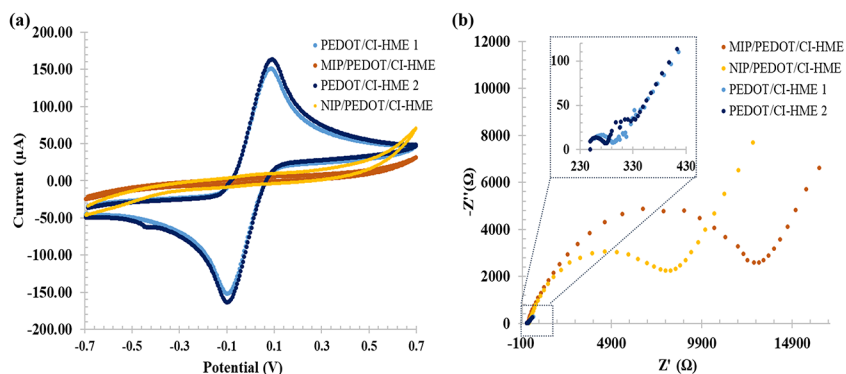 (a)
200.00
150.00
100.00
50.00
0.00
-50.00
-100.00
-150.00
-200.00
-0.7
-0.5
-0.3
-0.1
0.1
0.3
0.5
0.7
Current (µA)
Potential (V)
PEDOT/CI-HME 1
MIP/PEDOT/CI-HME
PEDOT/CI-HME 2
NIP/PEDOT/CI-HME
(b)
12000
10000
8000
6000
4000
2000
0
-100
4900
9900
14900
-Z''(Ω)
Z' (Ω)
100
50
0
230
330
430
MIP/PEDOT/CI-HME
NIP/PEDOT/CI-HME
PEDOT/CI-HME 1
PEDOT/CI-HME 2